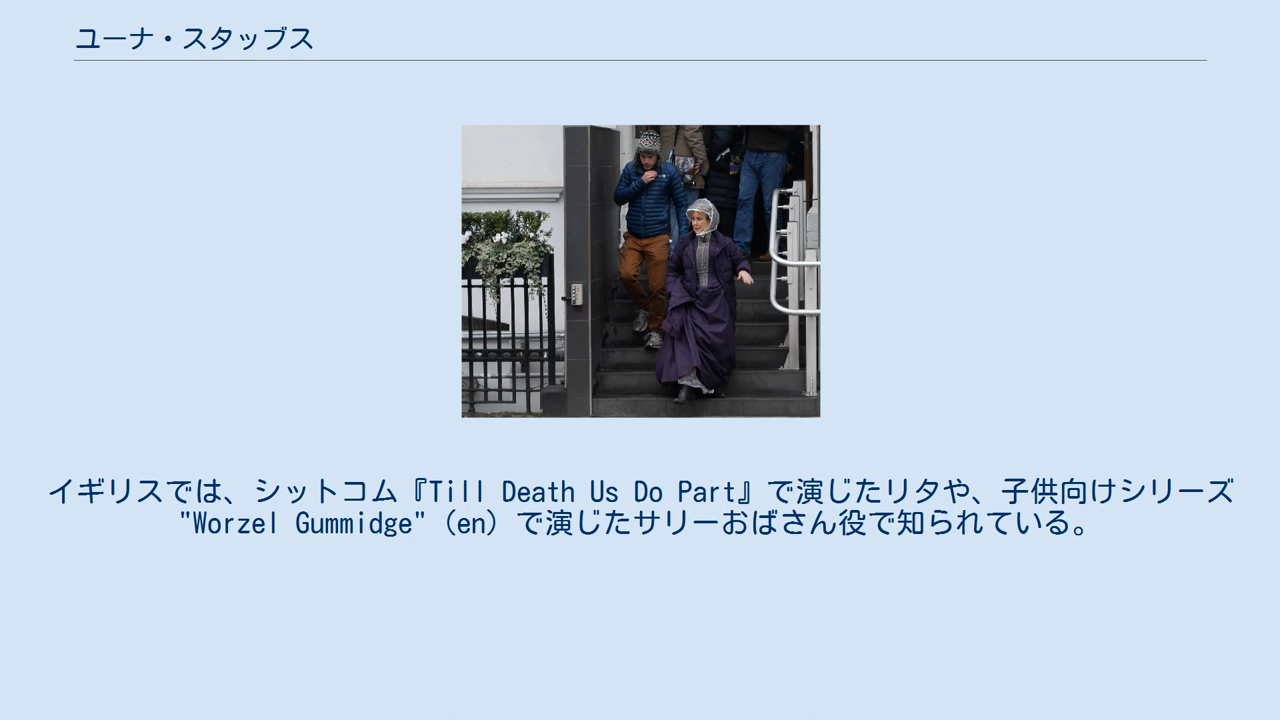 ユーナ・スタッブス
イギリスでは、シットコム『Till Death Us Do Part』で演じたリタや、子供向けシリーズ
"Worzel Gummidge" (en) で演じたサリーおばさん役で知られている。